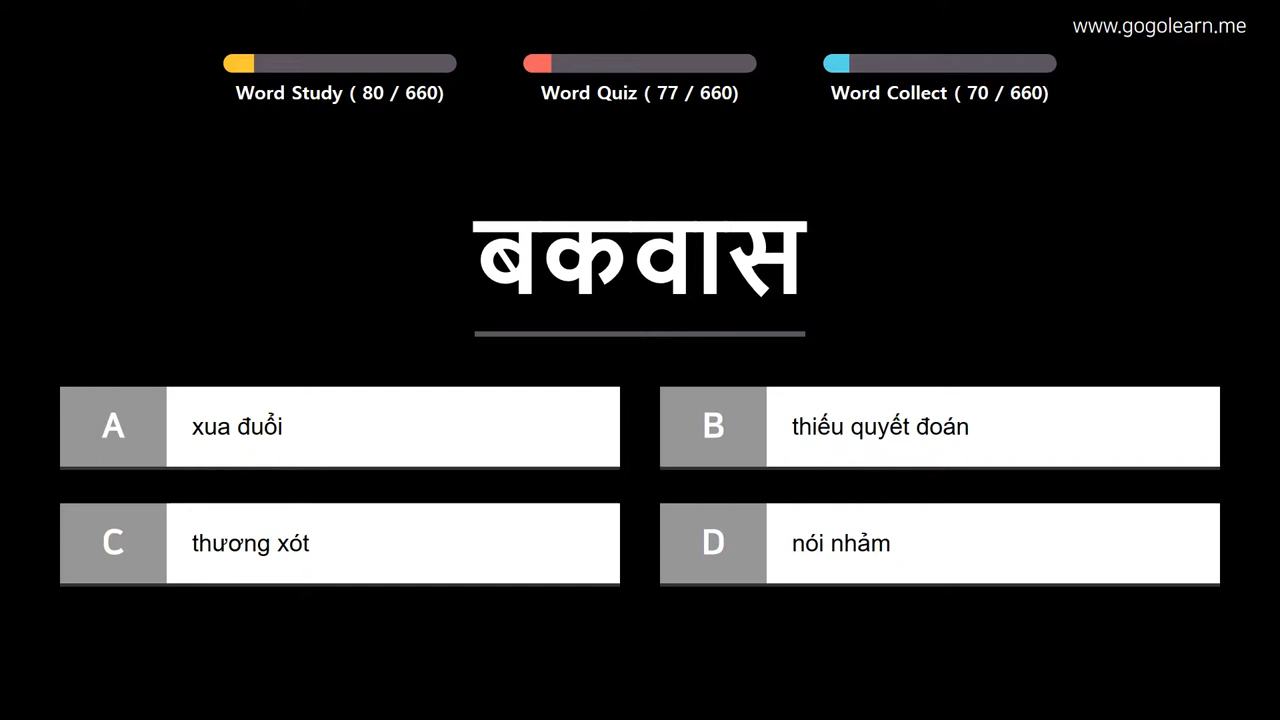 www.gogolearn.me
Word Study ( 80 / 660)
Word Quiz ( 77 / 660)
Word Collect ( 70 / 660)
बकवास
A xua đuổi
B thiếu quyết đoán
C thương xót
D nói nhảm